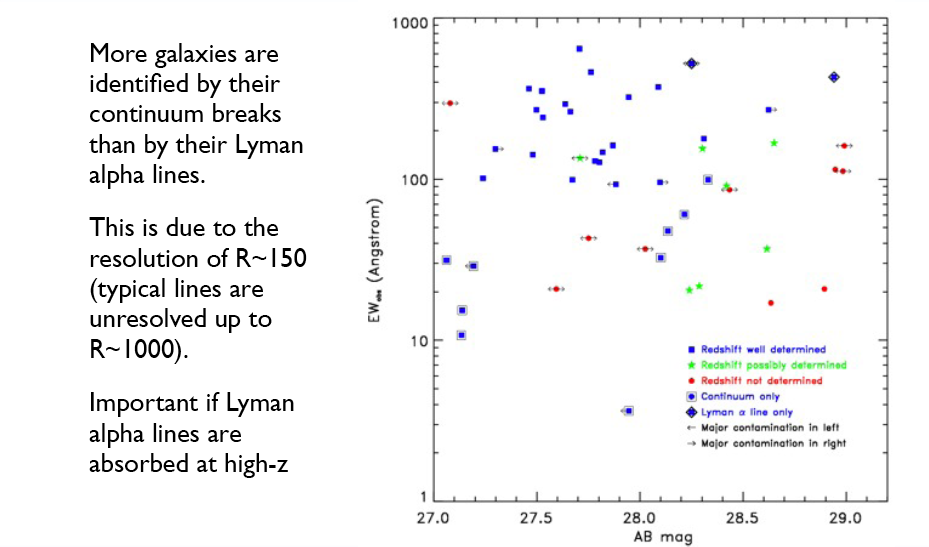 More galaxies are
identified by their
continuum breaks
than by their Lyman
alpha lines.
This is due to the
resolution of R~150
(typical lines are
unresolved up to
R~1000).
Important if Lyman
alpha lines are
absorbed at high-z
1000
100
10
1
EWobs (Angstrom)
27.0 27.5 28.0 28.5 29.0
AB mag
Redshift well determined
Redshift possibly determined
Redshift not determined
Continuum only
Lyman α line only
← Major contamination in left
→ Major contamination in right